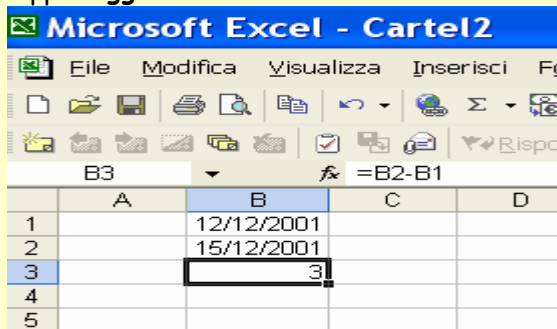 Microsoft Excel - Cartel2
File Modifica Visualizza Inserisci
B3 fx =B2-B1
A B C D
1 12/12/2001
2 15/12/2001
3 3
4
5